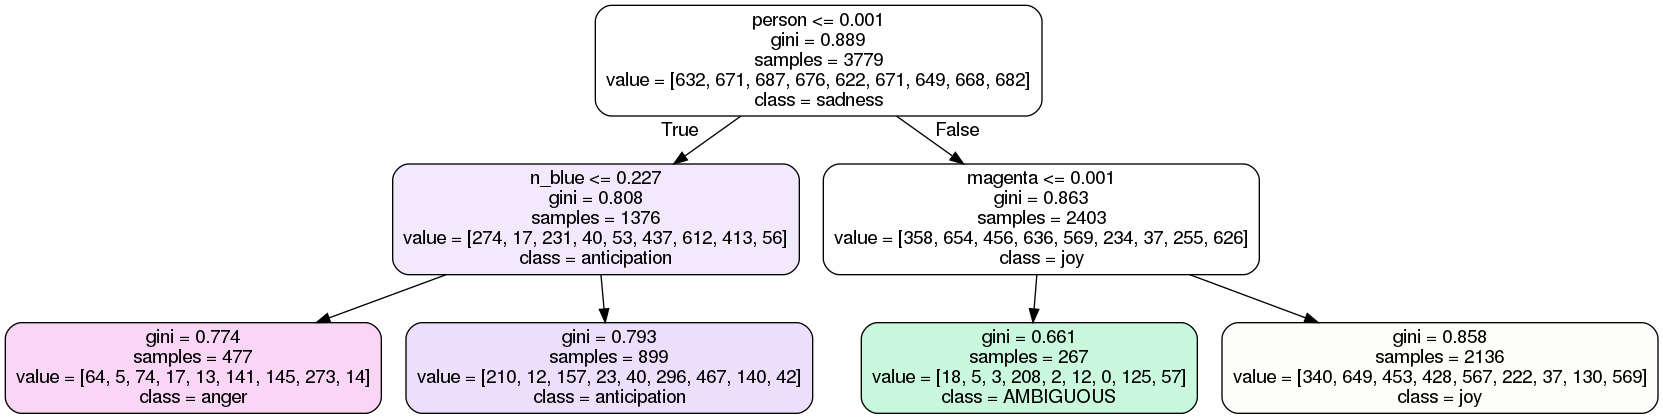 person <= 0.001
gini = 0.889
samples = 3779
value = [632, 671, 687, 676, 622, 671, 649, 668, 682]
class = sadness
True
False
n_blue <= 0.227
gini = 0.808
samples = 1376
value = [274, 17, 231, 40, 53, 437, 612, 413, 56]
class = anticipation
magenta <= 0.001
gini = 0.863
samples = 2403
value = [358, 654, 456, 636, 569, 234, 37, 255, 626]
class = joy
gini = 0.774
samples = 477
value = [64, 5, 74, 17, 13, 141, 145, 273, 14]
class = anger
gini = 0.793
samples = 899
value = [210, 12, 157, 23, 40, 296, 467, 140, 42]
class = anticipation
gini = 0.661
samples = 267
value = [18, 5, 3, 208, 2, 12, 0, 125, 57]
class = AMBIGUOUS
gini = 0.858
samples = 2136
value = [340, 649, 453, 428, 567, 222, 37, 130, 569]
class = joy